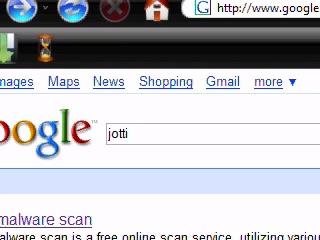 http://www.google
mages Maps News Shopping Gmail more ▼
oogle™ jotti
malware scan
alware scan is a free online scan service, utilizing variou